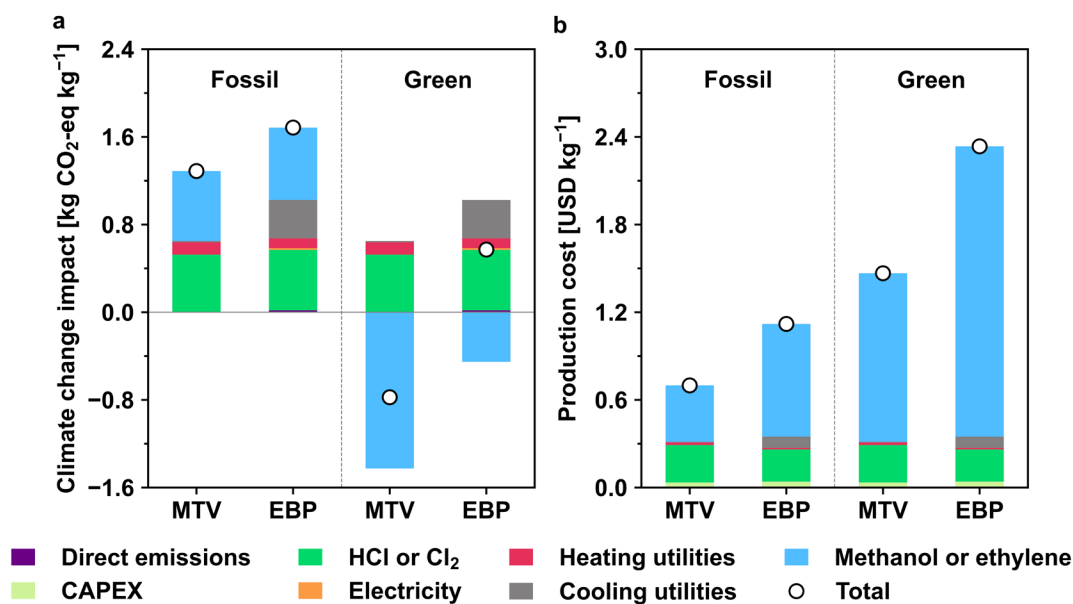 a
Climate change impact [kg CO₂-eq kg⁻¹]
2.4
1.6
0.8
0.0
−0.8
−1.6
Fossil
Green
MTV
EBP
MTV
EBP
b
Production cost [USD kg⁻¹]
3.0
2.4
1.8
1.2
0.6
0.0
Fossil
Green
MTV
EBP
MTV
EBP
Direct emissions
HCl or Cl₂
Heating utilities
Methanol or ethylene
CAPEX
Electricity
Cooling utilities
Total